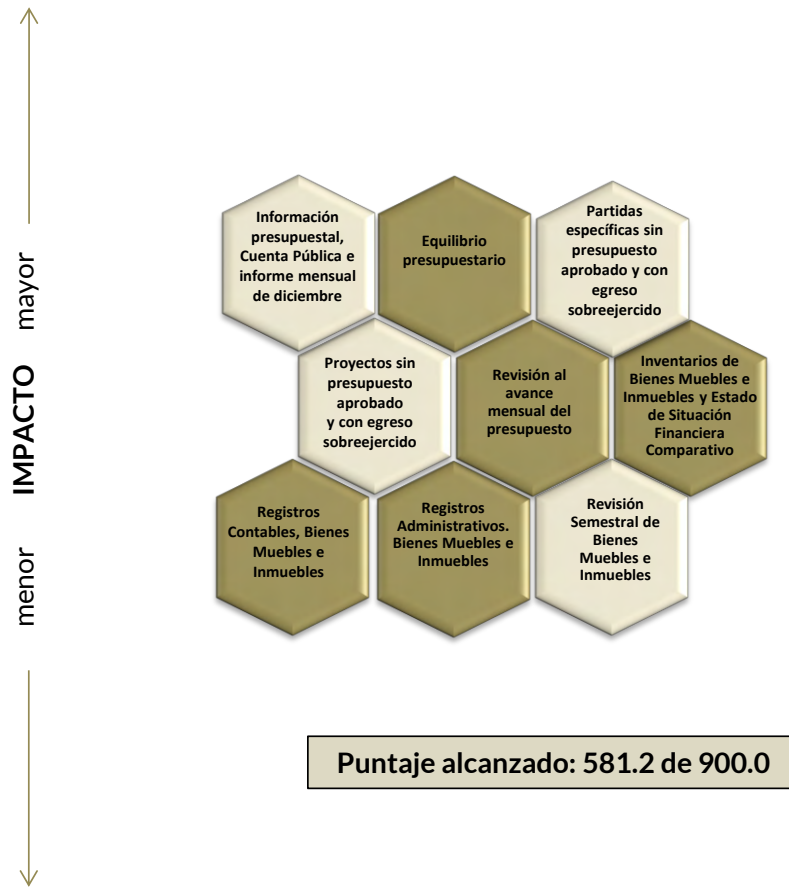 mayor
IMPACTO
menor
Información
presupuestal,
Cuenta Pública e
informe mensual
de diciembre
Equilibrio
presupuestario
Partidas
específicas sin
presupuesto
aprobado y con
egreso
sobreejercido
Proyectos sin
presupuesto
aprobado
y con egreso
sobreejercido
Revisión al
avance
mensual del
presupuesto
Inventarios de
Bienes Muebles e
Inmuebles y Estado
de Situación
Financiera
Comparativo
Registros
Contables, Bienes
Muebles e
Inmuebles
Registros
Administrativos.
Bienes Muebles e
Inmuebles
Revisión
Semestral de
Bienes
Muebles e
Inmuebles
Puntaje alcanzado: 581.2 de 900.0